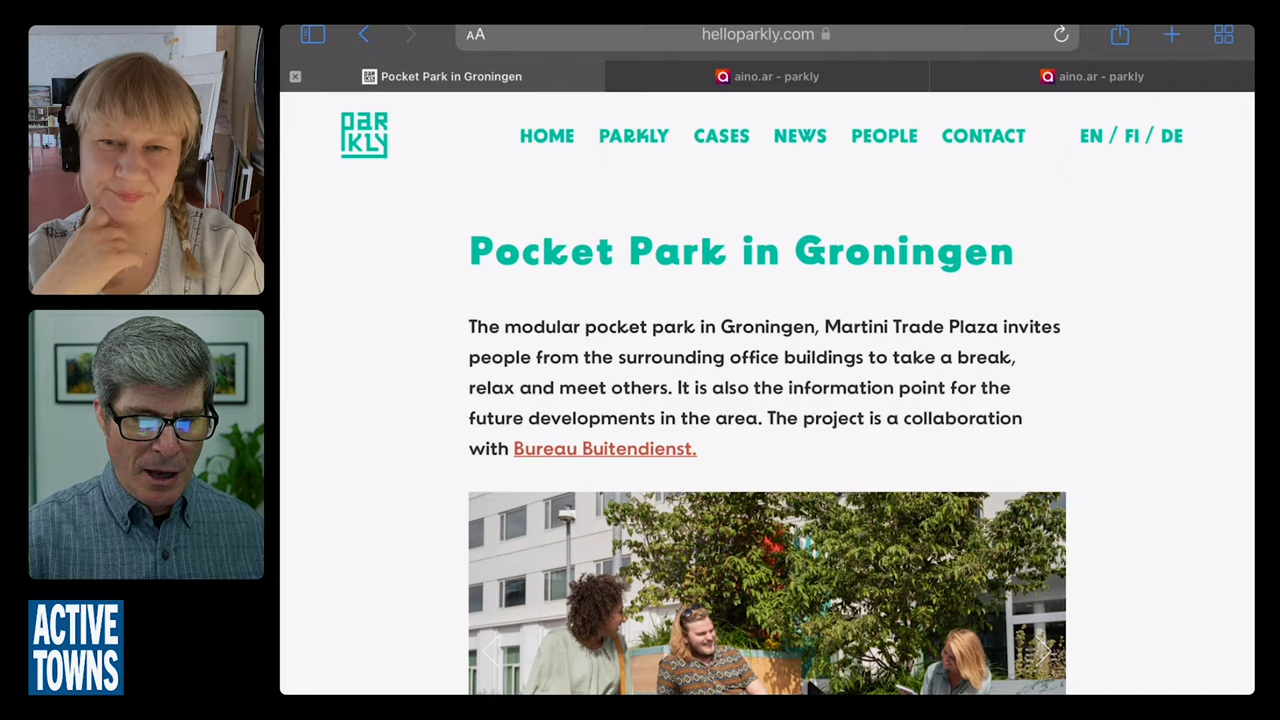 AA
helloparkly.com
Pocket Park in Groningen
aino.ar - parkly
aino.ar - parkly
PARKLY
HOME
PARKLY
CASES
NEWS
PEOPLE
CONTACT
EN / FI / DE
Pocket Park in Groningen
The modular pocket park in Groningen, Martini Trade Plaza invites
people from the surrounding office buildings to take a break,
relax and meet others. It is also the information point for the
future developments in the area. The project is a collaboration
with Bureau Buitendienst.
ACTIVE
TOWNS